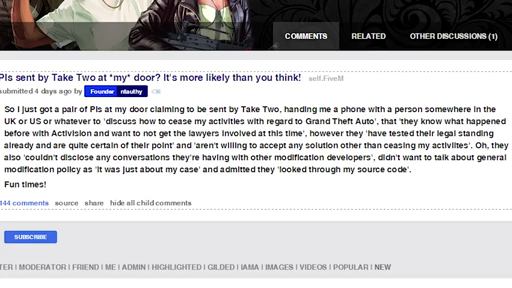 COMMENTS RELATED OTHER DISCUSSIONS (1)
PIs sent by Take Two at *my* door? It's more likely than you think! self.FiveM
submitted 4 days ago by Founder ntauthy
So I just got a pair of PIs at my door claiming to be sent by Take Two, handing me a phone with a person somewhere in the
UK or US or whatever to 'discuss how to cease my activities with regard to Grand Theft Auto', that 'they know what happened
before with Activision and want to not get the lawyers involved at this time', however they 'have tested their legal standing
already and are quite certain of their point' and 'aren't willing to accept any solution other than ceasing my activiites'. Oh, they
also 'couldn't disclose any conversations they're having with other modification developers', didn't want to talk about general
modification policy as 'it was just about my case' and admitted they 'looked through my source code'.
Fun times!
144 comments source share hide all child comments
SUBSCRIBE
TER | MODERATOR | FRIEND | ME | ADMIN | HIGHLIGHTED | GILDED | IAMA | IMAGES | VIDEOS | POPULAR | NEW